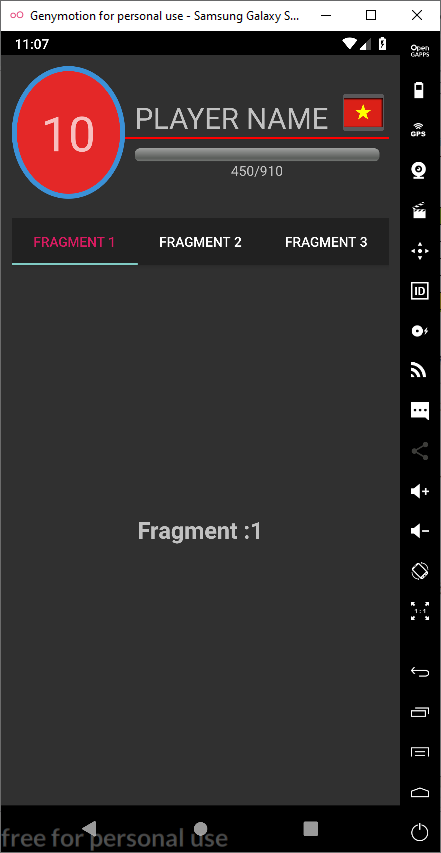 Genymotion for personal use - Samsung Galaxy S...
11:07
Open
GAPPS
10
PLAYER NAME
450/910
GPS
FRAGMENT 1 FRAGMENT 2 FRAGMENT 3
ID
Fragment :1
1:1
free for personal use